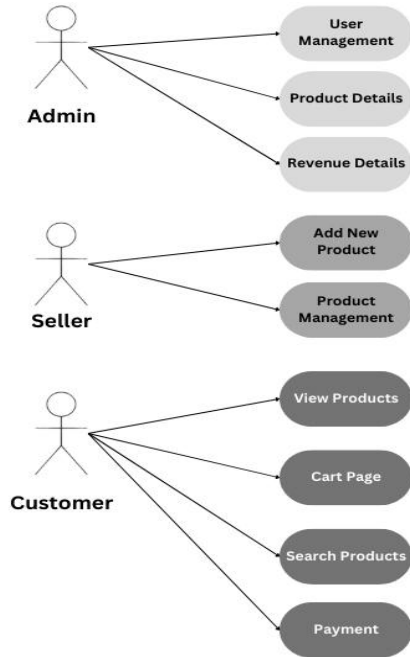 User
Management
Product Details
Admin
Revenue Details
Add New
Product
Seller
Product
Management
View Products
Customer
Cart Page
Search Products
Payment